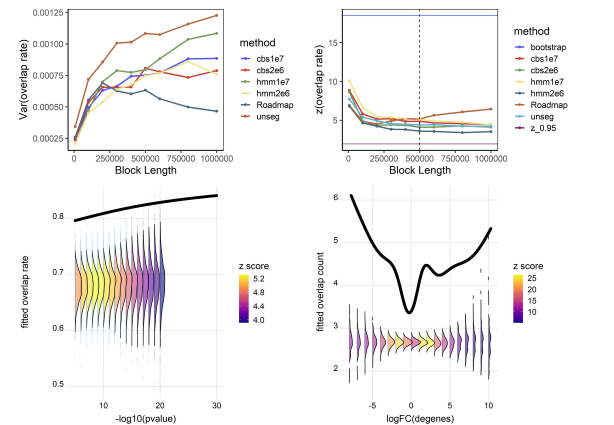 0.00125
0.00100
0.00075
0.00050
0.00025
Var(overlap rate)
0
250000
500000
750000
1000000
Block Length
method
cbs1e7
cbs2e6
hmm1e7
hmm2e6
Roadmap
unseg
15
10
5
z(overlap rate)
0
250000
500000
750000
1000000
Block Length
method
bootstrap
cbs1e7
cbs2e6
hmm1e7
hmm2e6
Roadmap
unseg
z_0.95
0.8
0.7
0.6
0.5
fitted overlap rate
10
20
30
-log10(pvalue)
z score
5.2
4.8
4.4
4.0
6
5
4
3
2
fitted overlap count
-5
0
5
10
logFC(degenes)
z score
25
20
15
10